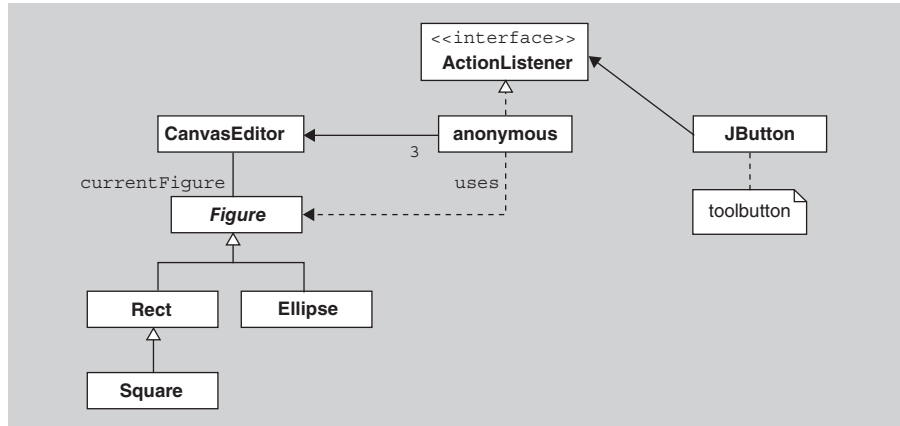 <<interface>>
ActionListener
CanvasEditor
anonymous
JButton
3
currentFigure
uses
Figure
toolbutton
Rect
Ellipse
Square